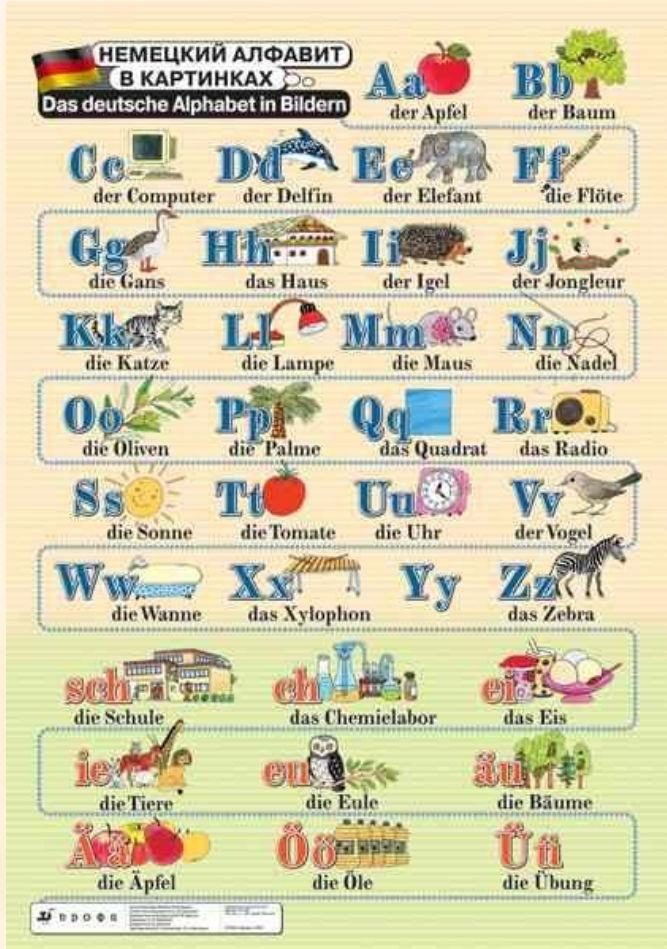 НЕМЕЦКИЙ АЛФАВИТ
В КАРТИНКАХ
Das deutsche Alphabet in Bildern
Aa Bb
der Apfel der Baum
Cc Dd Ee Ff
der Computer der Delfin der Elefant die Flöte
Gg Hh Ii Jj
die Gans das Haus der Igel der Jongleur
Kk Ll Mm Nn
die Katze die Lampe die Maus die Nadel
Oo Pp Qq Rr
die Oliven die Palme das Quadrat das Radio
Ss Tt Uu Vv
die Sonne die Tomate die Uhr der Vogel
Ww Xx Yy Zz
die Wanne das Xylophon das Zebra
sch ch ei
die Schule das Chemielabor das Eis
ie eu äu
die Tiere die Eule die Bäume
Ää Öö Üü
die Äpfel die Öle die Übung
дрофа